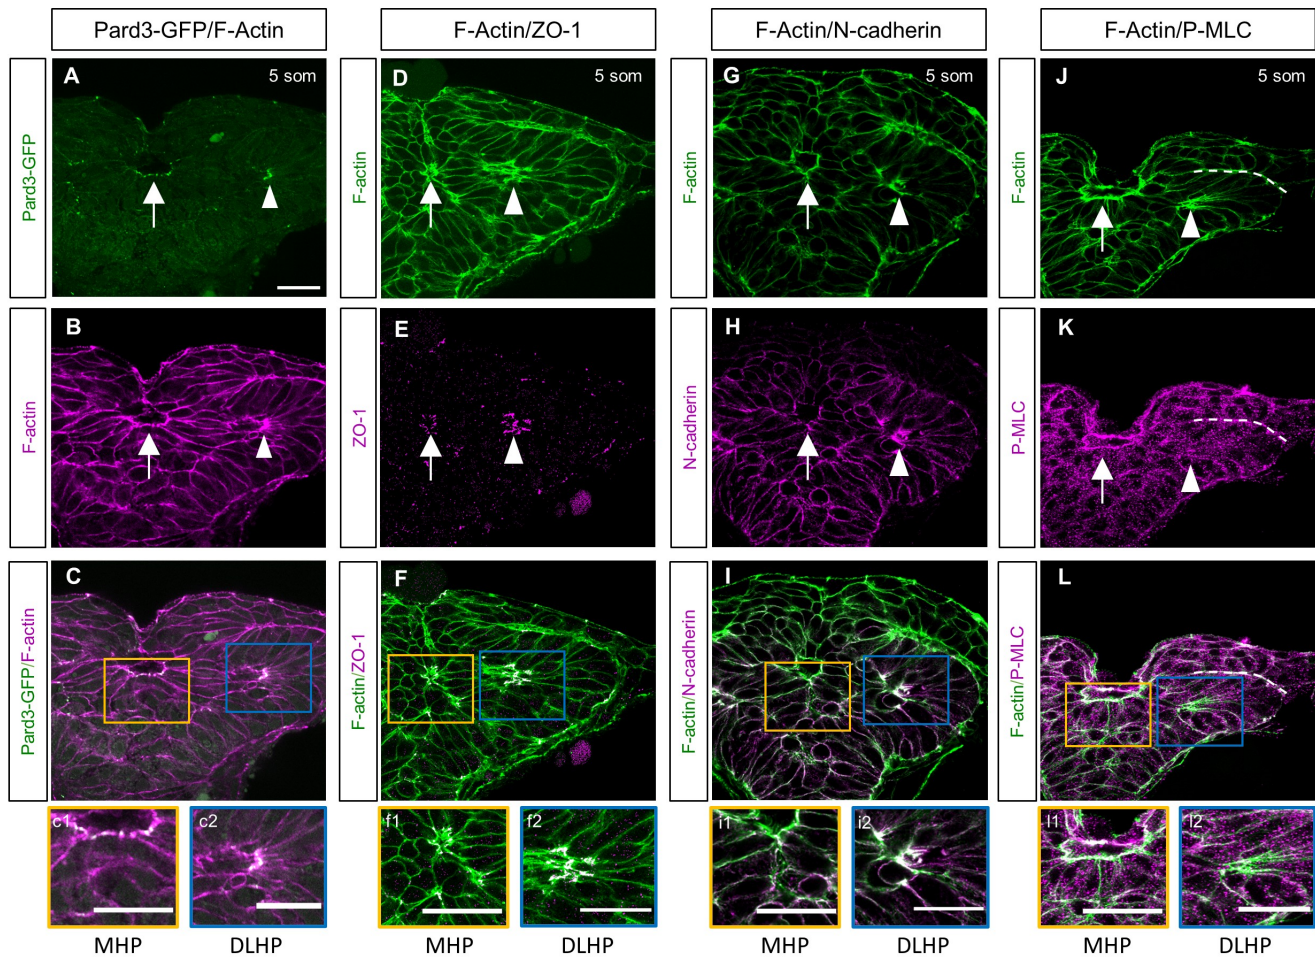 Pard3-GFP/F-Actin
F-Actin/ZO-1
F-Actin/N-cadherin
F-Actin/P-MLC
Pard3-GFP
A
5 som
F-actin
D
5 som
F-actin
G
5 som
F-actin
J
5 som
F-actin
B
ZO-1
E
N-cadherin
H
P-MLC
K
Pard3-GFP/F-actin
C
F-actin/ZO-1
F
F-actin/N-cadherin
I
F-actin/P-MLC
L
c1
c2
f1
f2
i1
i2
l1
l2
MHP
DLHP
MHP
DLHP
MHP
DLHP
MHP
DLHP